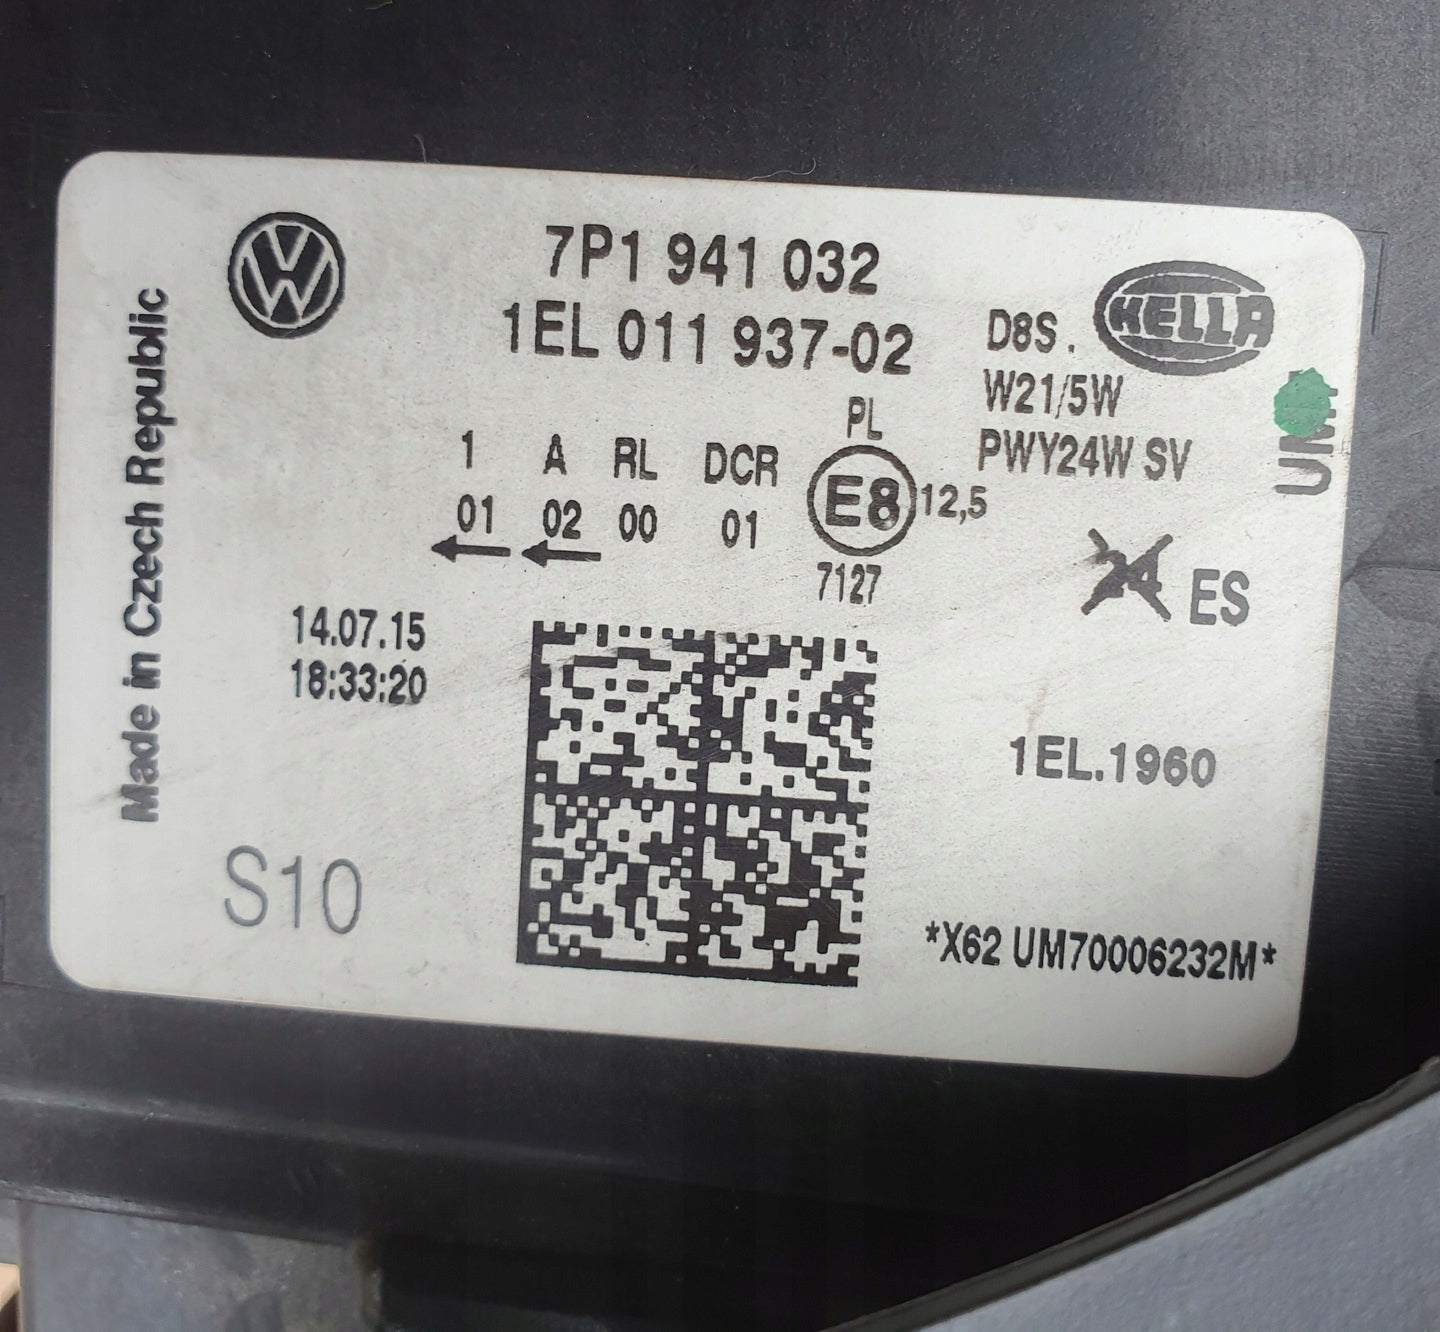 7P1 941 032
1EL 011 937-02
HELLA
D8S.
W21/5W
PWY24W SV
1 A RL DCR PL
01 02 00 01 E8 12,5
7127
ES
14.07.15
18:33:20
1EL.1960
S10
*X62 UM70006232M*
Made in Czech Republic